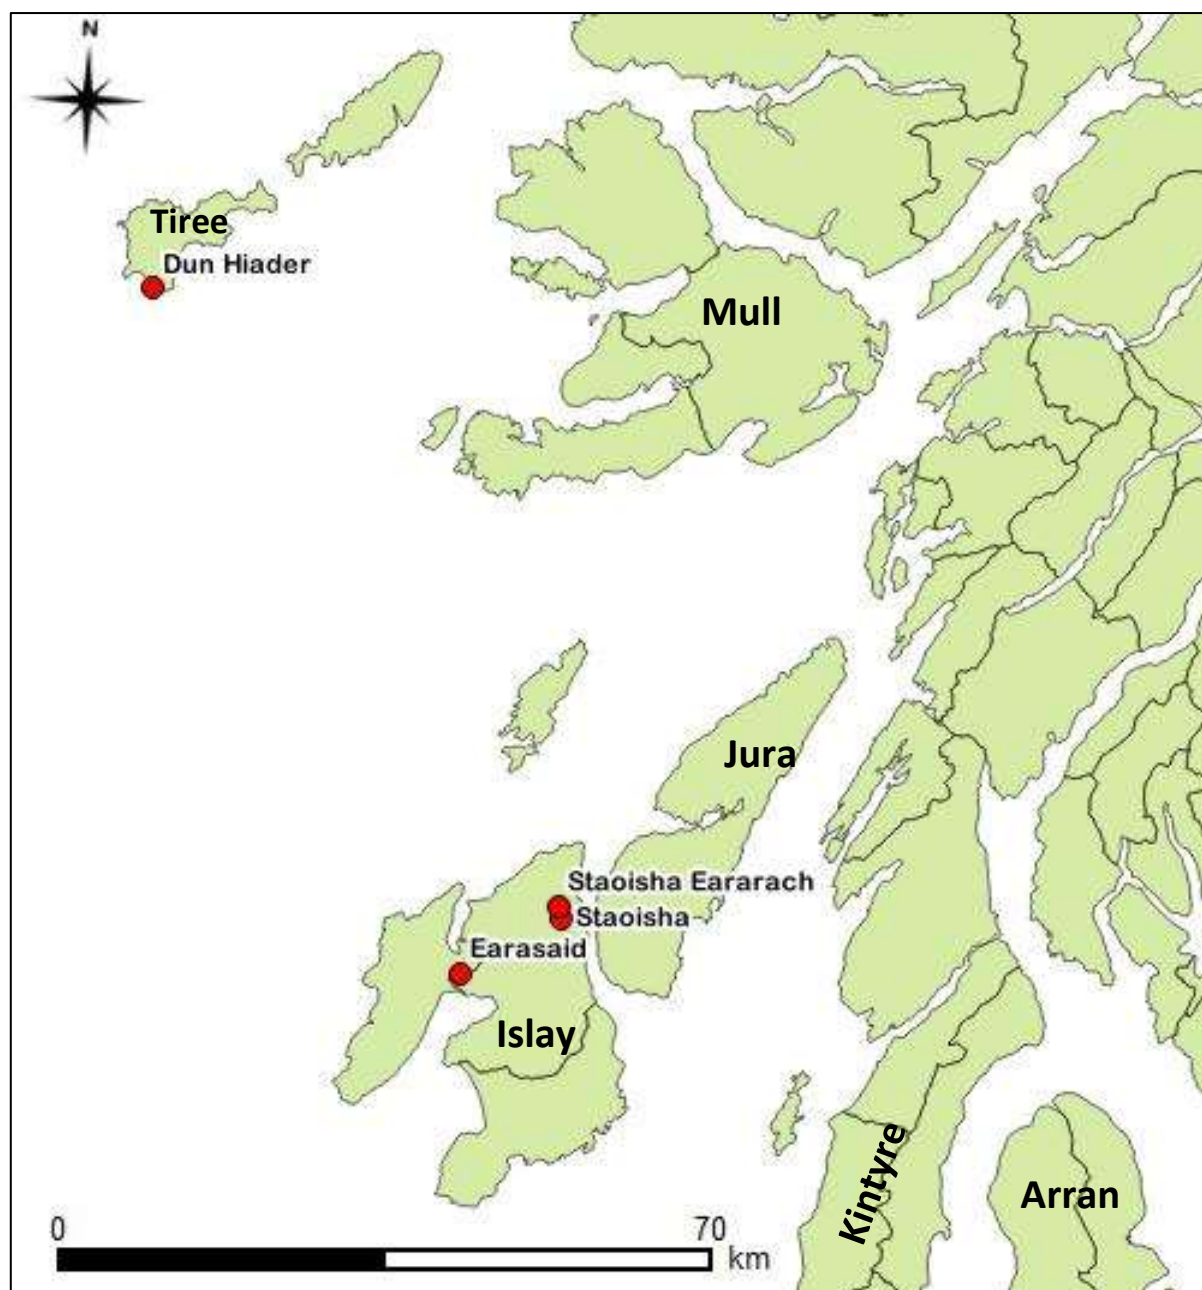 N
Tiree
Dun Hiader
Mull
Jura
Staoisha Eararach
Staoisha
Earasaid
Islay
Kintyre
Arran
0 70
km